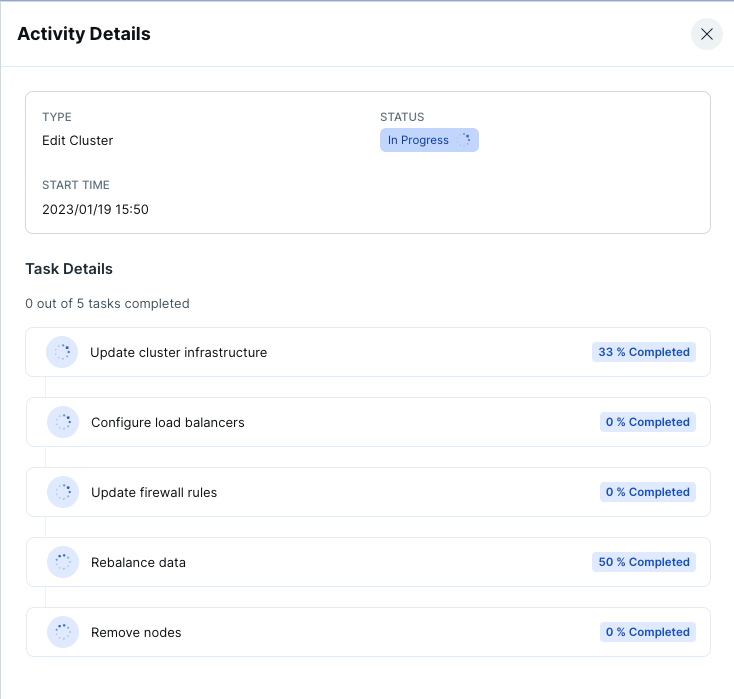 Activity Details
TYPE
STATUS
Edit Cluster
In Progress
START TIME
2023/01/19 15:50
Task Details
0 out of 5 tasks completed
Update cluster infrastructure
33 % Completed
Configure load balancers
0 % Completed
Update firewall rules
0 % Completed
Rebalance data
50 % Completed
Remove nodes
0 % Completed